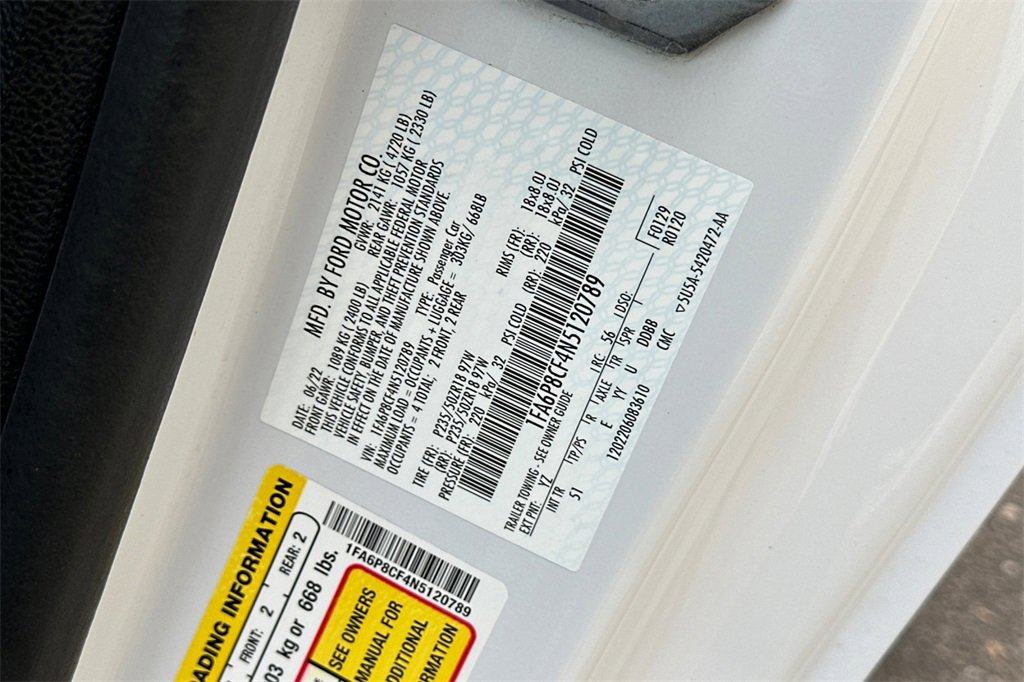 MFD. BY FORD MOTOR CO.
DATE: 06/22 GVWR: 2141 KG ( 4720 LB)
FRONT GAWR: 1089 KG ( 2400 LB) REAR GAWR: 1057 KG ( 2330 LB)
THIS VEHICLE CONFORMS TO ALL APPLICABLE FEDERAL MOTOR
VEHICLE SAFETY, BUMPER, AND THEFT PREVENTION STANDARDS
IN EFFECT ON THE DATE OF MANUFACTURE SHOWN ABOVE.
VIN: 1FA6P8CF4N5120789 TYPE: Passenger Car
MAXIMUM LOAD = OCCUPANTS + LUGGAGE = 303KG/ 668LB
OCCUPANTS = 4 TOTAL: 2 FRONT 2 REAR
TIRE (FR): P235/50ZR18 97W RIMS (FR): 18x8.0J
(RR): P235/50ZR18 97W (RR): 18x8.0J
PRESSURE (FR): 220 kPa/ 32 PSI COLD (RR): 220 kPa/ 32 PSI COLD
1FA6P8CF4N5120789
TRAILER TOWING - SEE OWNER GUIDE
EXT PNT: YZ RC: 56 DSO: F0129
R0120
INT TR TP/PS R AXLE TR SPR
51 E YY U DDBB
1202206083610 CMC ▽5U5A-5420472-AA
ADING INFORMATION
FRONT: 2 REAR: 2
03 kg or 668 lbs.
1FA6P8CF4N5120789
SEE OWNERS
MANUAL FOR
DDITIONAL
FORMATION